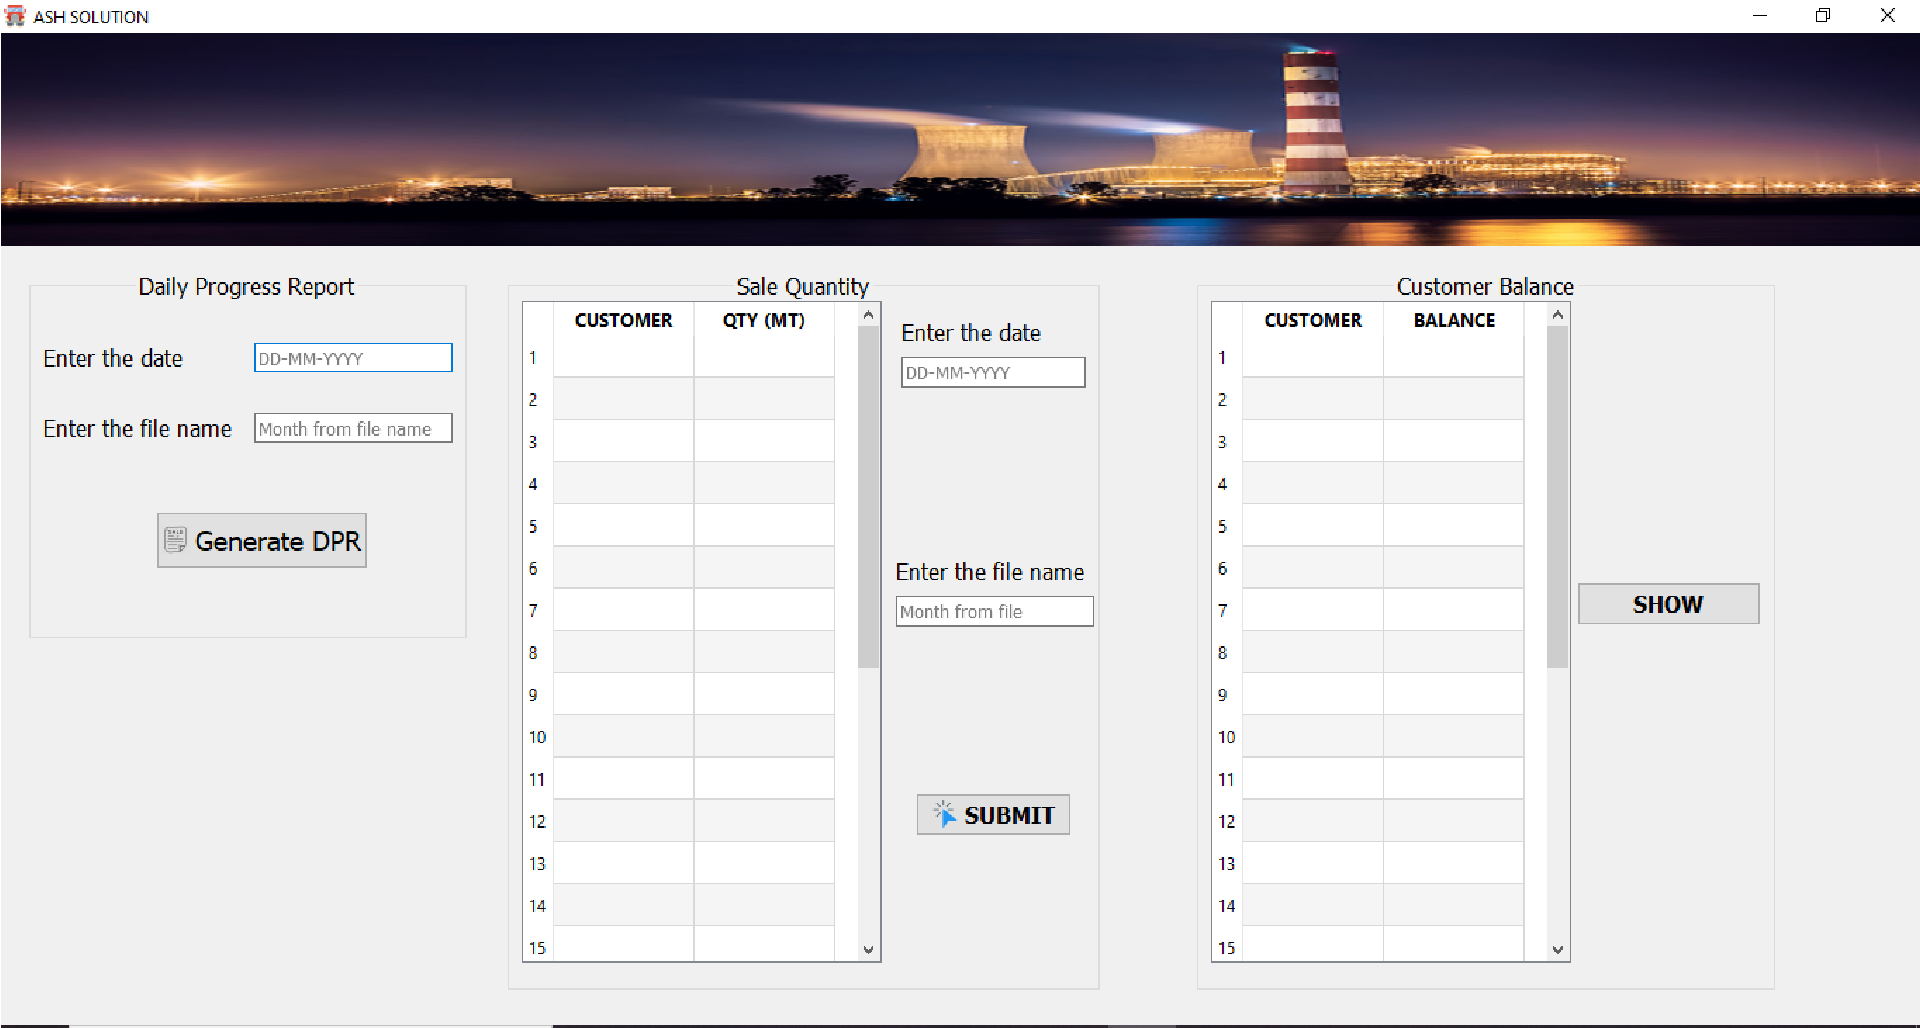 ASH SOLUTION
Daily Progress Report
Enter the date
DD-MM-YYYY
Enter the file name
Month from file name
Generate DPR
Sale Quantity
CUSTOMER QTY (MT)
1
2
3
4
5
6
7
8
9
10
11
12
13
14
15
Enter the date
DD-MM-YYYY
Enter the file name
Month from file
SUBMIT
Customer Balance
CUSTOMER BALANCE
1
2
3
4
5
6
7
8
9
10
11
12
13
14
15
SHOW